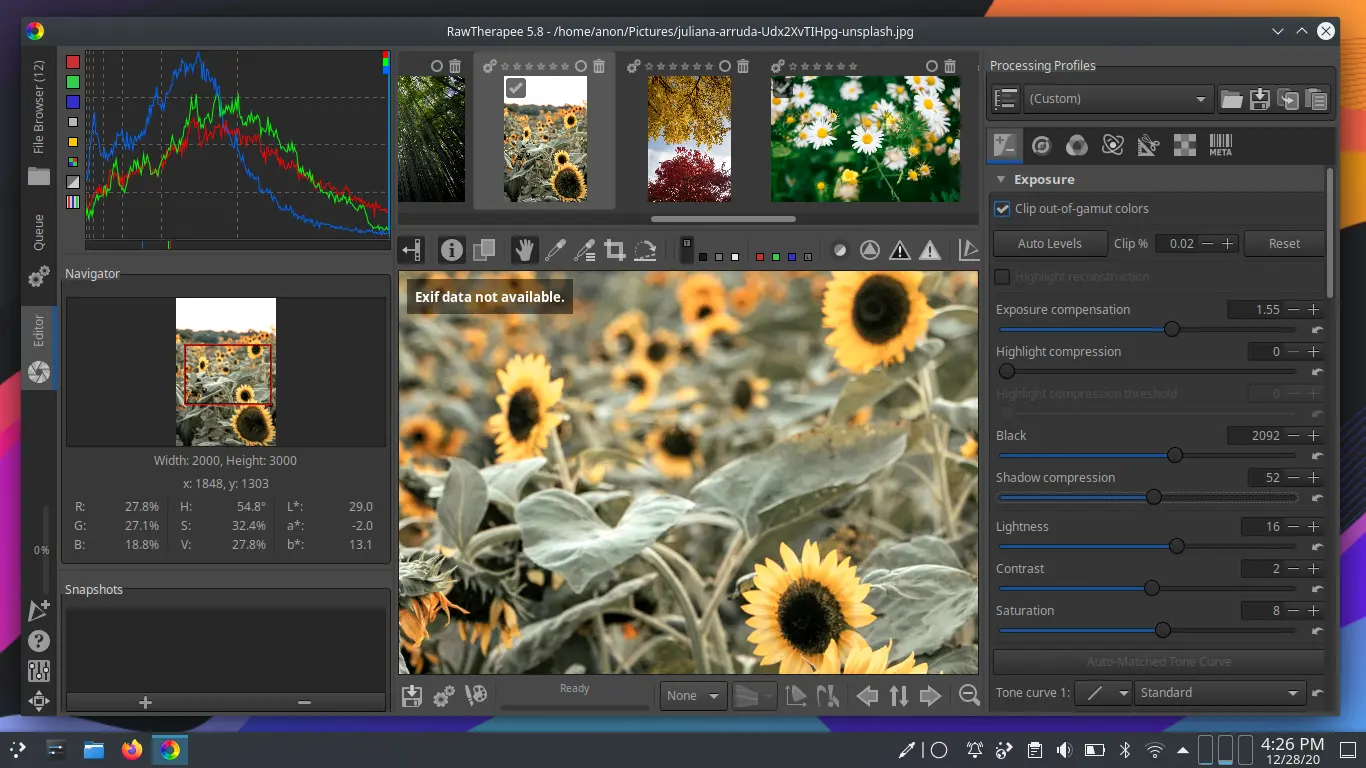 RawTherapee 5.8 - /home/anon/Pictures/juliana-arruda-Udx2XvTIHpg-unsplash.jpg
File Browser (12)
Queue
Editor
0%
Navigator
Width: 2000, Height: 3000
x: 1848, y: 1303
R: 27.8% H: 54.8° L*: 29.0
G: 27.1% S: 32.4% a*: -2.0
B: 18.8% V: 27.8% b*: 13.1
Snapshots
Exif data not available.
Ready
None
Processing Profiles
(Custom)
META
Exposure
Clip out-of-gamut colors
Auto Levels Clip % 0.02 Reset
Highlight reconstruction
Exposure compensation 1.55
Highlight compression 0
Highlight compression threshold 0
Black 2092
Shadow compression 52
Lightness 16
Contrast 2
Saturation 8
Auto-Matched Tone Curve
Tone curve 1: Standard
4:26 PM
12/28/20